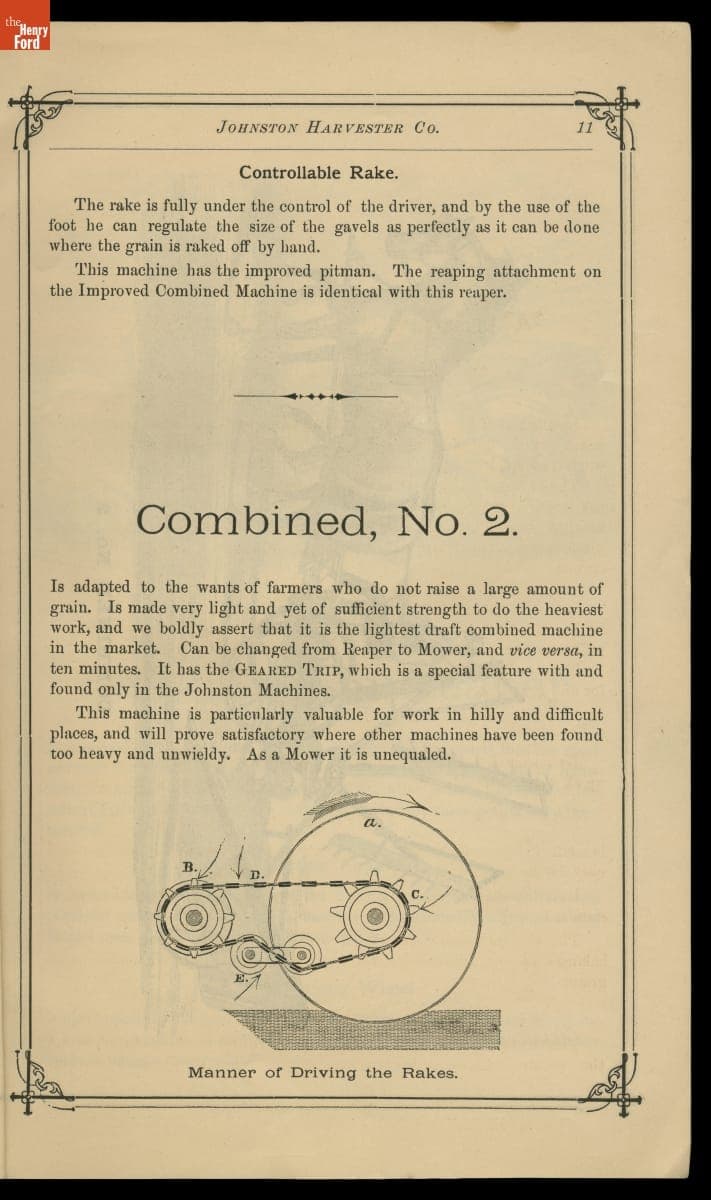 the
Henry
Ford
JOHNSTON HARVESTER CO. 11
Controllable Rake.
The rake is fully under the control of the driver, and by the use of the
foot he can regulate the size of the gavels as perfectly as it can be done
where the grain is raked off by hand.
This machine has the improved pitman. The reaping attachment on
the Improved Combined Machine is identical with this reaper.
Combined, No. 2.
Is adapted to the wants of farmers who do not raise a large amount of
grain. Is made very light and yet of sufficient strength to do the heaviest
work, and we boldly assert that it is the lightest draft combined machine
in the market. Can be changed from Reaper to Mower, and vice versa, in
ten minutes. It has the GEARED TRIP, which is a special feature with and
found only in the Johnston Machines.
This machine is particularly valuable for work in hilly and difficult
places, and will prove satisfactory where other machines have been found
too heavy and unwieldy. As a Mower it is unequaled.
a.
B.
D.
C.
E.
Manner of Driving the Rakes.